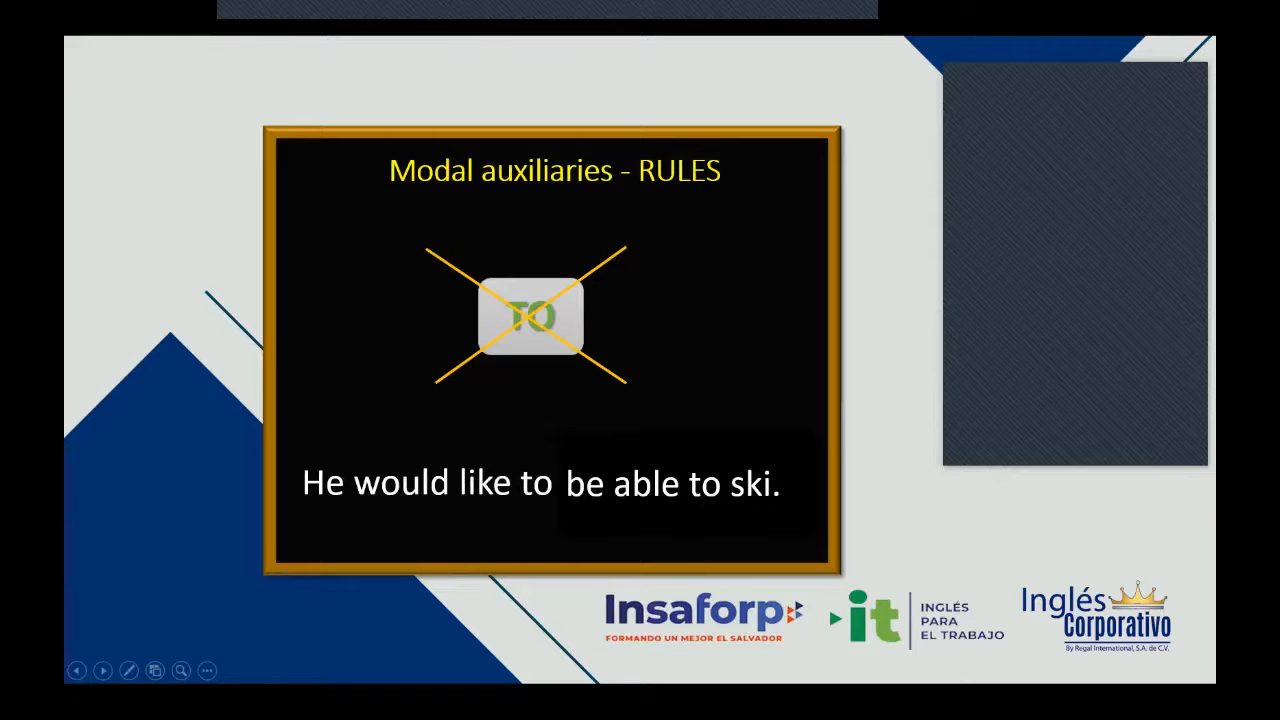 Modal auxiliaries - RULES
TO
He would like to be able to ski.
Insaforp
FORMANDO UN MEJOR EL SALVADOR
it
INGLÉS
PARA
EL TRABAJO
Inglés
Corporativo
By Regal International, S.A. de C.V.